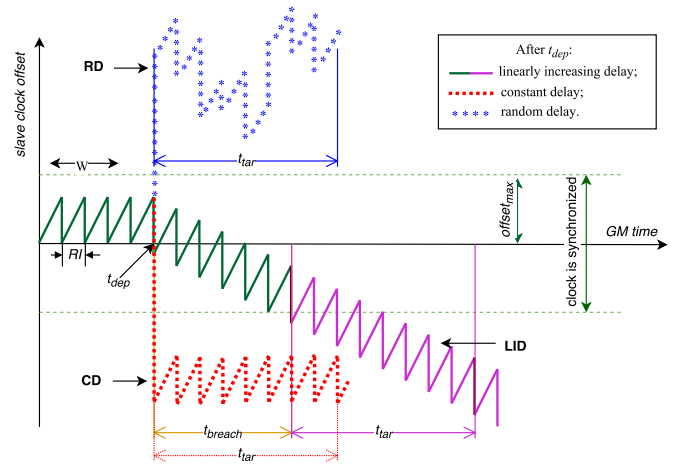 slave clock offset
RD
After t_dep:
linearly increasing delay;
constant delay;
random delay.
t_tar
W
offset_max
clock is synchronized
GM time
RI
t_dep
LID
CD
t_breach
t_tar
t_tar